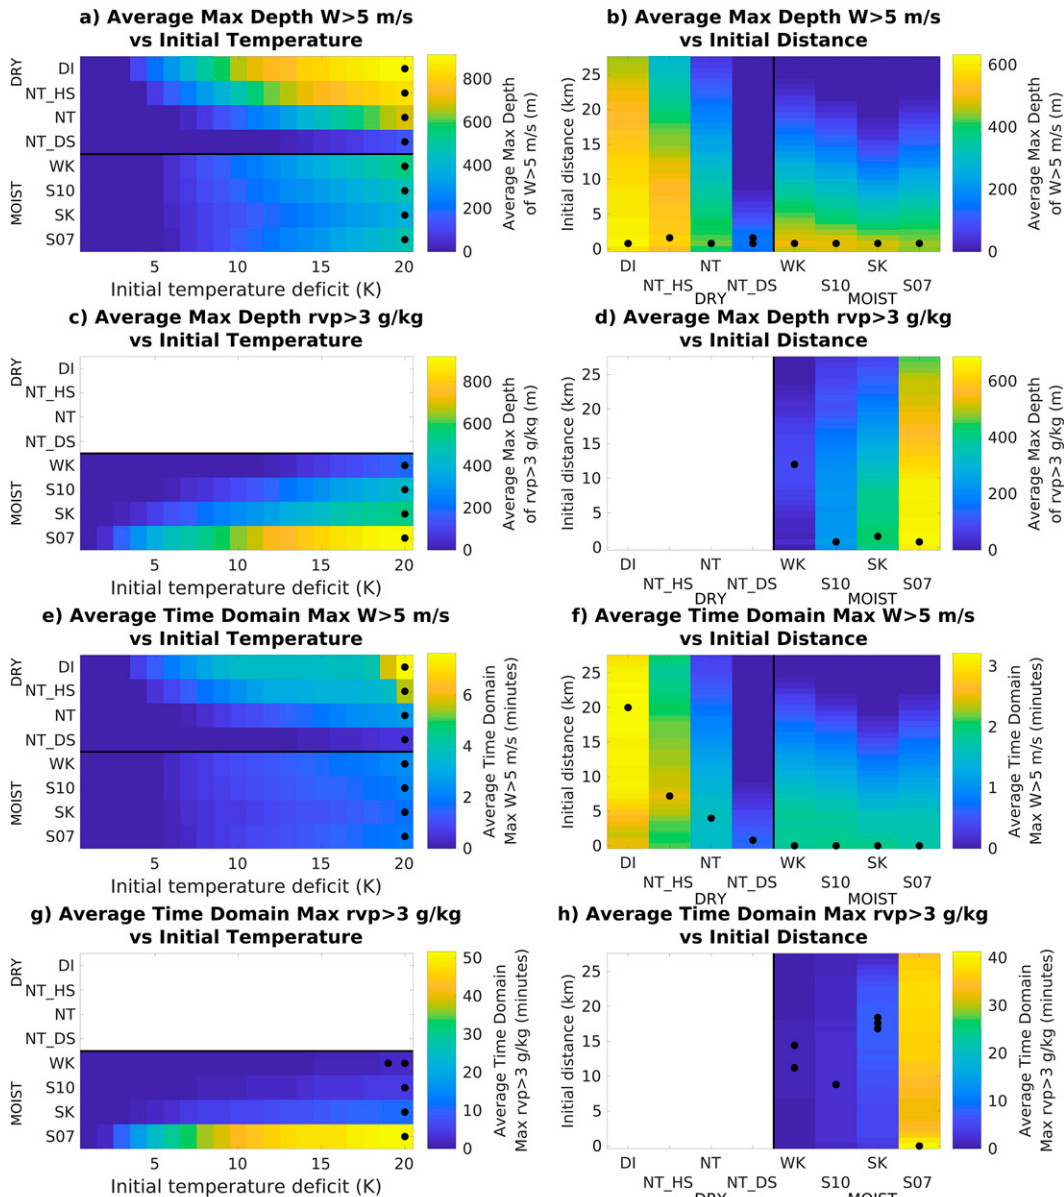 a) Average Max Depth W>5 m/s
vs Initial Temperature
DRY
DI
NT_HS
NT
NT_DS
MOIST
WK
S10
SK
S07
5 10 15 20
Initial temperature deficit (K)
800
600
400
200
0
Average Max Depth
of W>5 m/s (m)
b) Average Max Depth W>5 m/s
vs Initial Distance
Initial distance (km)
25
20
15
10
5
0
DI NT WK SK
NT_HS NT_DS S10 S07
DRY MOIST
600
400
200
0
Average Max Depth
of W>5 m/s (m)
c) Average Max Depth rvp>3 g/kg
vs Initial Temperature
DRY
DI
NT_HS
NT
NT_DS
MOIST
WK
S10
SK
S07
5 10 15 20
Initial temperature deficit (K)
800
600
400
200
0
Average Max Depth
of rvp>3 g/kg (m)
d) Average Max Depth rvp>3 g/kg
vs Initial Distance
Initial distance (km)
25
20
15
10
5
0
DI NT WK SK
NT_HS NT_DS S10 S07
DRY MOIST
600
400
200
0
Average Max Depth
of rvp>3 g/kg (m)
e) Average Time Domain Max W>5 m/s
vs Initial Temperature
DRY
DI
NT_HS
NT
NT_DS
MOIST
WK
S10
SK
S07
5 10 15 20
Initial temperature deficit (K)
6
4
2
0
Average Time Domain
Max W>5 m/s (minutes)
f) Average Time Domain Max W>5 m/s
vs Initial Distance
Initial distance (km)
25
20
15
10
5
0
DI NT WK SK
NT_HS NT_DS S10 S07
DRY MOIST
3
2
1
0
Average Time Domain
Max W>5 m/s (minutes)
g) Average Time Domain Max rvp>3 g/kg
vs Initial Temperature
DRY
DI
NT_HS
NT
NT_DS
MOIST
WK
S10
SK
S07
5 10 15 20
Initial temperature deficit (K)
50
40
30
20
10
0
Average Time Domain
Max rvp>3 g/kg (minutes)
h) Average Time Domain Max rvp>3 g/kg
vs Initial Distance
Initial distance (km)
25
20
15
10
5
0
DI NT WK SK
NT_HS NT_DS S10 S07
DRY MOIST
40
30
20
10
0
Average Time Domain
Max rvp>3 g/kg (minutes)